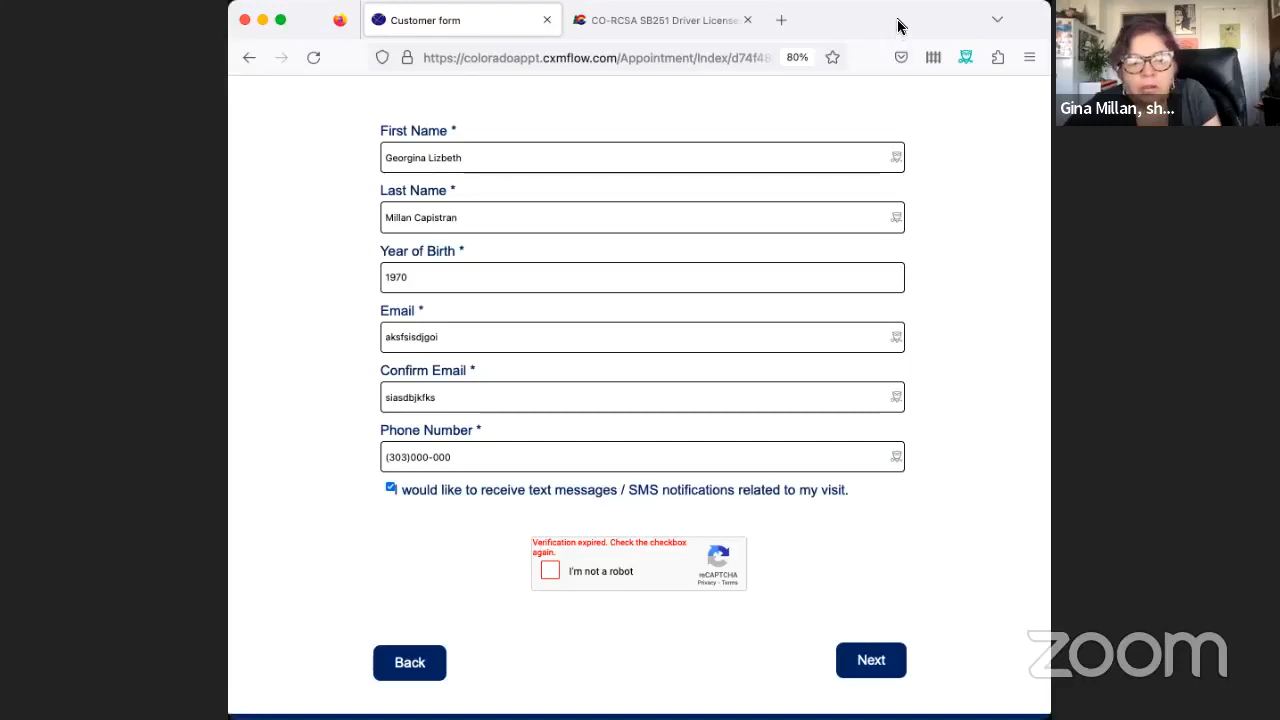 Customer form
CO-RCSA SB251 Driver License
https://coloradoappt.cxmflow.com/Appointment/Index/d74f48
80%
Gina Millan, sh...
First Name *
Georgina Lizbeth
Last Name *
Millan Capistran
Year of Birth *
1970
Email *
aksfsisdjgoi
Confirm Email *
siasdbjkfks
Phone Number *
(303)000-000
I would like to receive text messages / SMS notifications related to my visit.
Verification expired. Check the checkbox
again.
I'm not a robot
reCAPTCHA
Privacy - Terms
Back
Next
zoom